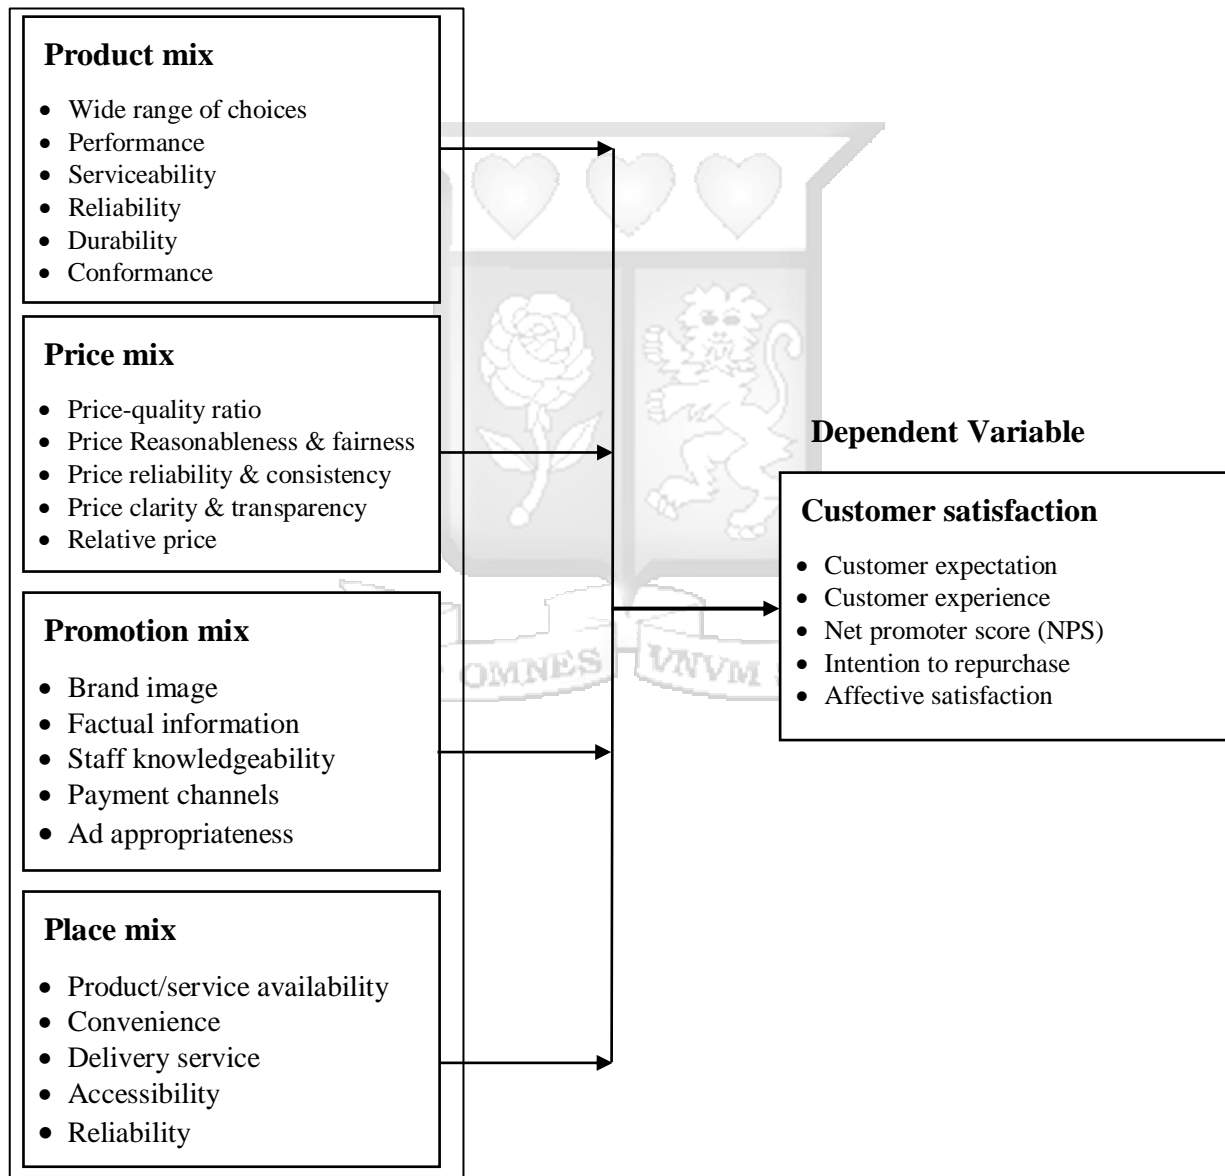 Product mix
• Wide range of choices
• Performance
• Serviceability
• Reliability
• Durability
• Conformance
Price mix
• Price-quality ratio
• Price Reasonableness & fairness
• Price reliability & consistency
• Price clarity & transparency
• Relative price
Promotion mix
• Brand image
• Factual information
• Staff knowledgeability
• Payment channels
• Ad appropriateness
Place mix
• Product/service availability
• Convenience
• Delivery service
• Accessibility
• Reliability
Dependent Variable
Customer satisfaction
• Customer expectation
• Customer experience
• Net promoter score (NPS)
• Intention to repurchase
• Affective satisfaction
OMNES VNVM